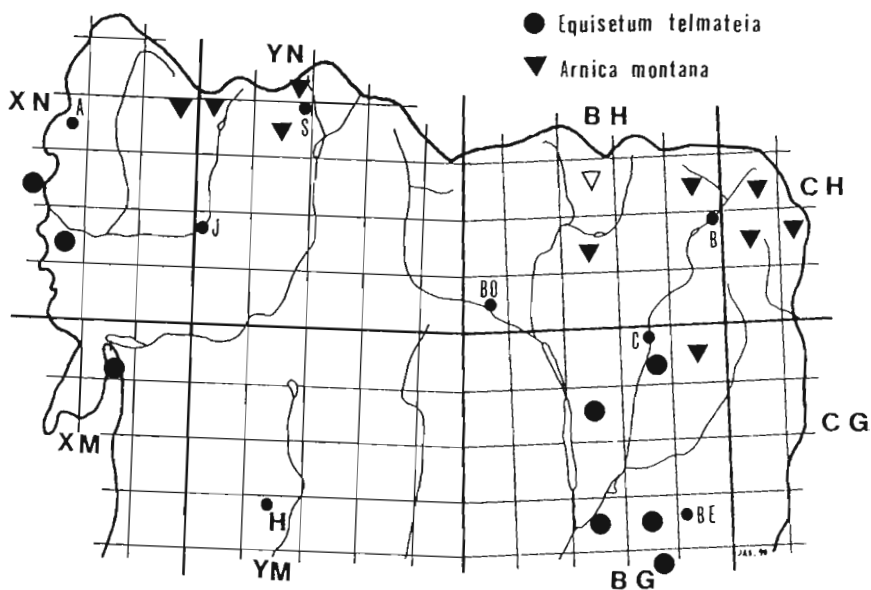 Equisetum telmateia
Arnica montana
YN
XN
A
S
BH
CH
J
B
BO
C
XM
CG
H
BE
YM
BG